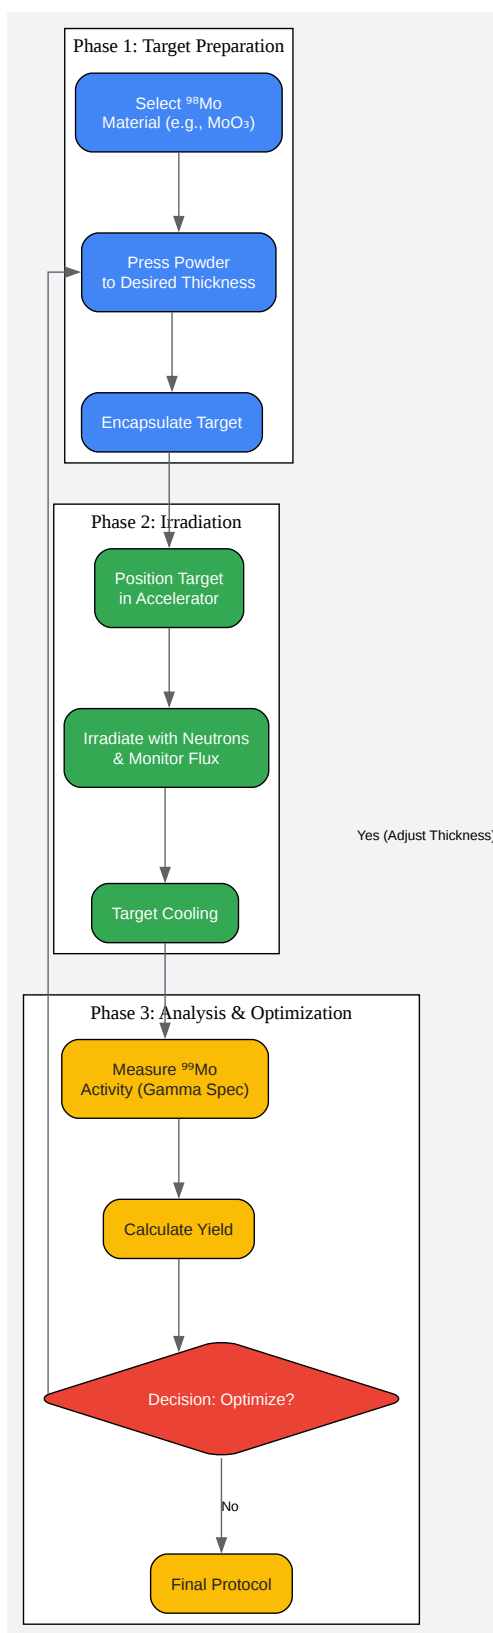 Phase 1: Target Preparation
Select ⁹⁸Mo
Material (e.g., MoO₃)
Press Powder
to Desired Thickness
Encapsulate Target
Phase 2: Irradiation
Position Target
in Accelerator
Irradiate with Neutrons
& Monitor Flux
Yes (Adjust Thickness)
Target Cooling
Phase 3: Analysis & Optimization
Measure ⁹⁹Mo
Activity (Gamma Spec)
Calculate Yield
Decision: Optimize?
No
Final Protocol